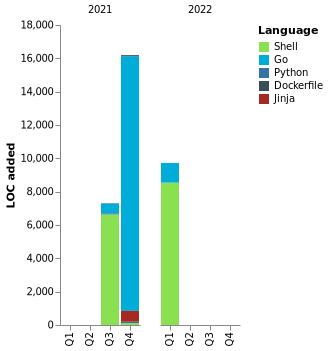 2021
2022
LOC added
18,000
16,000
14,000
12,000
10,000
8,000
6,000
4,000
2,000
0
Q1
Q2
Q3
Q4
Q1
Q2
Q3
Q4
Language
Shell
Go
Python
Dockerfile
Jinja